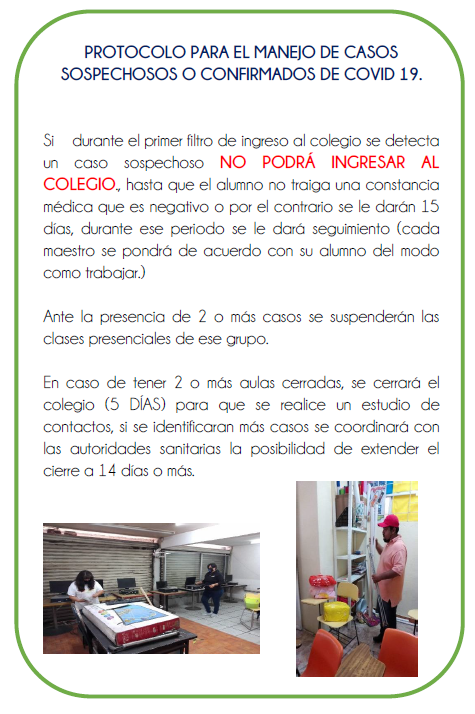 PROTOCOLO PARA EL MANEJO DE CASOS
SOSPECHOSOS O CONFIRMADOS DE COVID 19.
Si durante el primer filtro de ingreso al colegio se detecta
un caso sospechoso NO PODRÁ INGRESAR AL
COLEGIO., hasta que el alumno no traiga una constancia
médica que es negativo o por el contrario se le darán 15
días, durante ese periodo se le dará seguimiento (cada
maestro se pondrá de acuerdo con su alumno del modo
como trabajar.)
Ante la presencia de 2 o más casos se suspenderán las
clases presenciales de ese grupo.
En caso de tener 2 o más aulas cerradas, se cerrará el
colegio (5 DÍAS) para que se realice un estudio de
contactos, si se identificaran más casos se coordinará con
las autoridades sanitarias la posibilidad de extender el
cierre a 14 días o más.